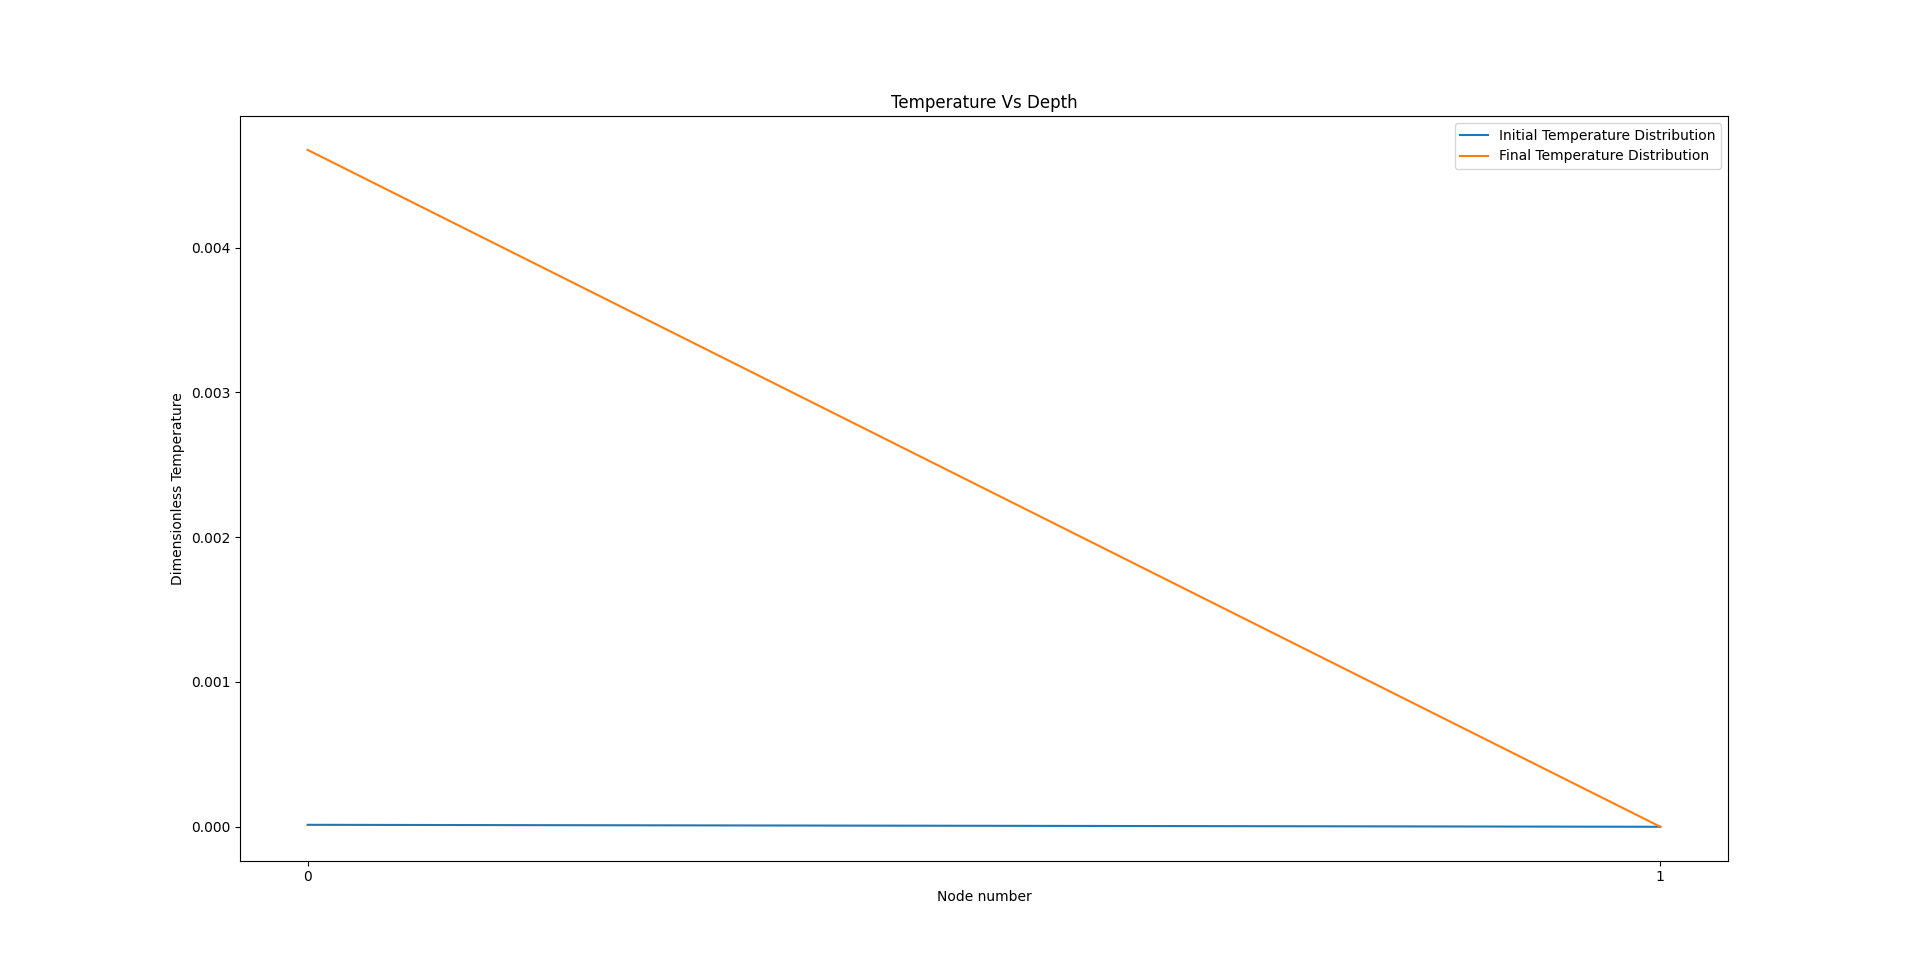 Temperature Vs Depth
Initial Temperature Distribution
Final Temperature Distribution
0.004
0.003
0.002
0.001
0.000
Dimensionless Temperature
0 1
Node number